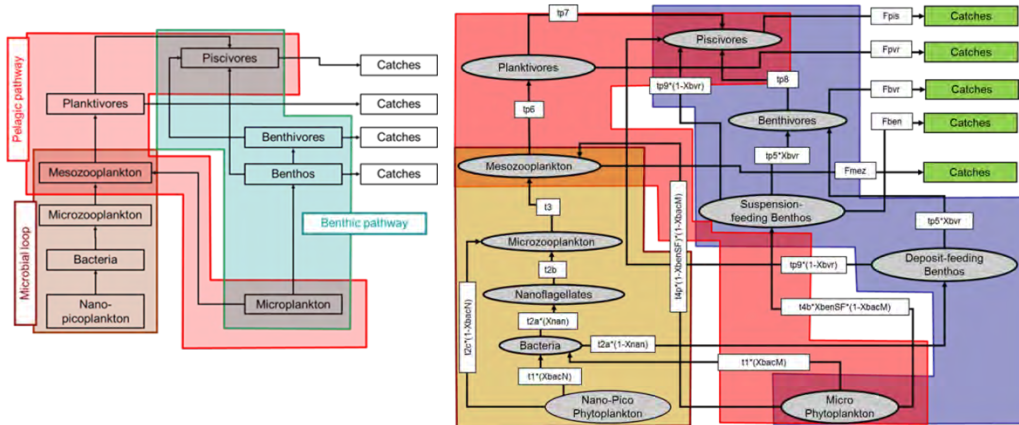 Pelagic pathway
Microbial loop
Piscivores
Catches
Planktivores
Catches
Benthivores
Catches
Mesozooplankton
Benthos
Catches
Microzooplankton
Benthic pathway
Bacteria
Nano-
picoplankton
Microplankton
tp7
Fpis
Catches
Piscivores
Planktivores
Fpvr
Catches
tp8
tp9*(1-Xbvr)
Fbvr
Catches
tp6
Benthivores
Fben
Catches
tp5*Xbvr
Mesozooplankton
Fmez
Catches
t3
Suspension-
feeding Benthos
tp5*Xbvr
Microzooplankton
t4p*(1-XbenSF)*(1-XbacM)
t2b
tp9*(1-Xbvr)
Deposit-feeding
Benthos
Nanoflagellates
t4b*XbenSF*(1-XbacM)
t2c*(1-XbacN)
t2a*(Xnan)
Bacteria
t2a*(1-Xnan)
t1*(XbacM)
t1*(XbacN)
Nano-Pico
Phytoplankton
Micro
Phytoplankton